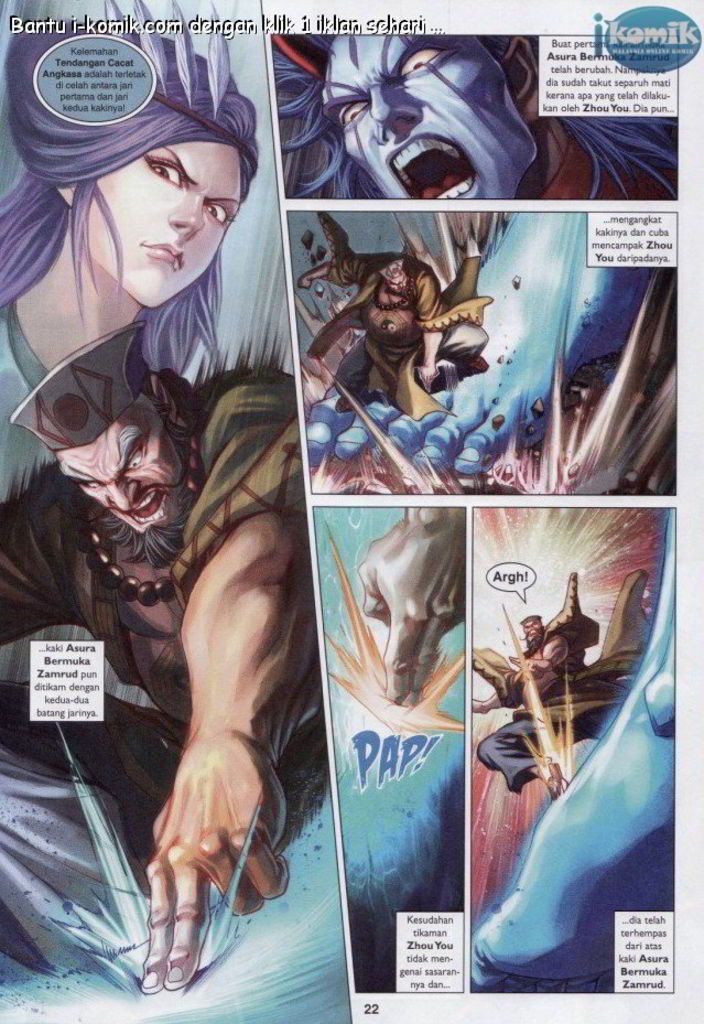 Bantu i-komik.com dengan klik 1 iklan sehari ...
ikomik
MALAYSIA ONLINE KOMIK
Kelemahan
Tendangan Cacat
Angkasa adalah terletak
di celah antara jari
pertama dan jari
kedua kakinya!
...kaki Asura
Bermuka
Zamrud pun
ditikam dengan
kedua-dua
batang jarinya.
Buat pertama
Asura Bermuka Zamrud
telah berubah. Nampaknya
dia sudah takut separuh mati
kerana apa yang telah dilaku-
kan oleh Zhou You. Dia pun...
...mengangkat
kakinya dan cuba
mencampak Zhou
You daripadanya.
PAP!
Kesudahan
tikaman
Zhou You
tidak men-
genai sasaran-
nya dan...
Argh!
...dia telah
terhempas
dari atas
kaki Asura
Bermuka
Zamrud.
22